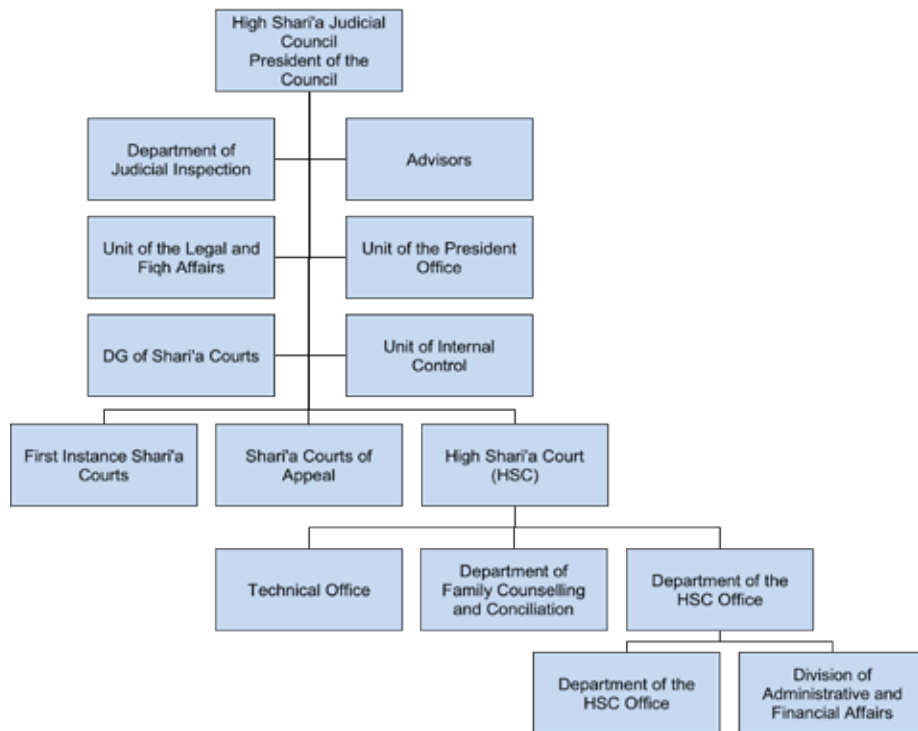 High Shari'a Judicial
Council
President of the
Council
Department of
Judicial Inspection
Advisors
Unit of the Legal and
Fiqh Affairs
Unit of the President
Office
DG of Shari'a Courts
Unit of Internal
Control
First Instance Shari'a
Courts
Shari'a Courts of
Appeal
High Shari'a Court
(HSC)
Technical Office
Department of
Family Counselling
and Conciliation
Department of the
HSC Office
Department of the
HSC Office
Division of
Administrative and
Financial Affairs